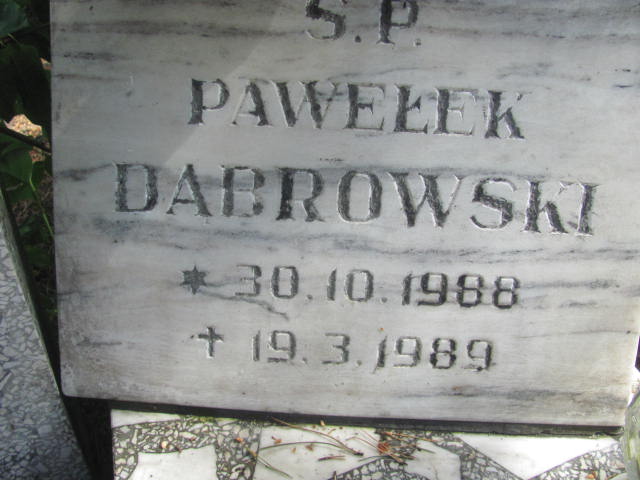 Ś.P.
PAWEŁEK
DĄBROWSKI
* 30.10.1988
✝ 19.3.1989